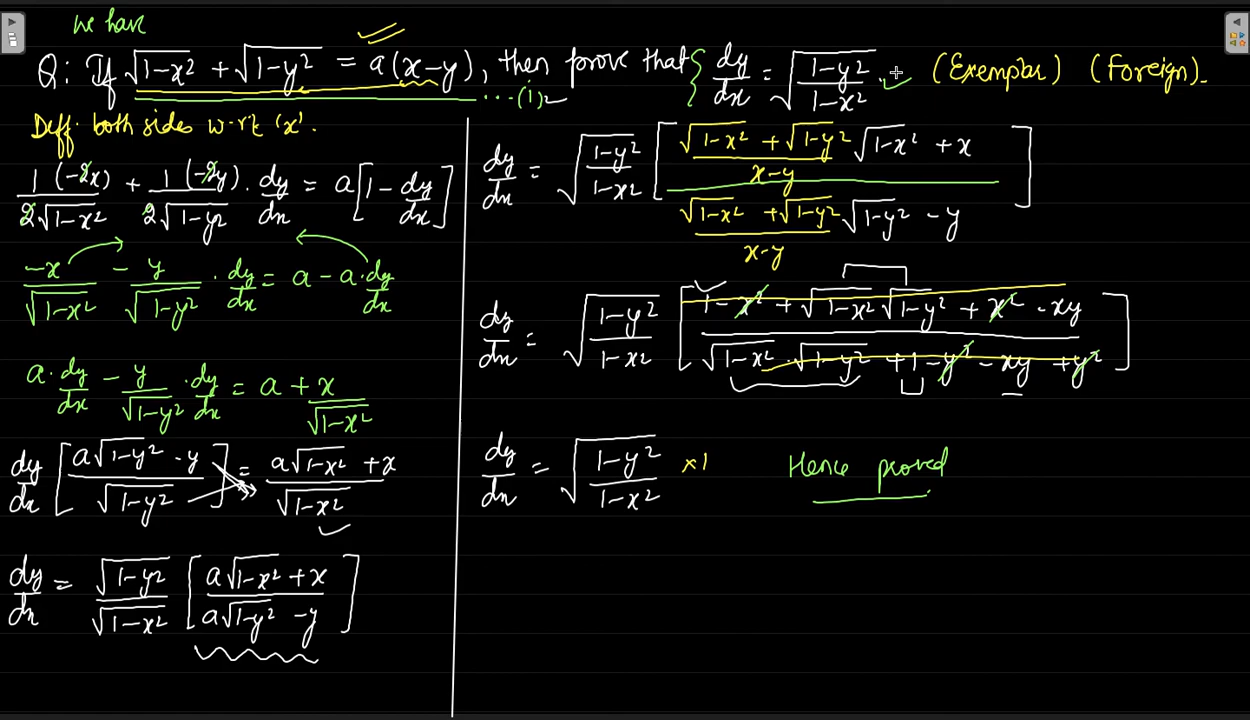 We have
Q: If √(1-x²) + √(1-y²) = a(x-y), then prove that { dy/dx = √((1-y²)/(1-x²)). (Exemplar) (Foreign).
...(i)
Diff. both sides w.r.t 'x'.
1(-2x)/(2√(1-x²)) + 1(-2y)/(2√(1-y²)) · dy/dx = a[1 - dy/dx]
-x/√(1-x²) - y/√(1-y²) · dy/dx = a - a · dy/dx
a · dy/dx - y/√(1-y²) · dy/dx = a + x/√(1-x²)
dy/dx [(a√(1-y²) - y)/√(1-y²)] = (a√(1-x²) + x)/√(1-x²)
dy/dx = √(1-y²)/√(1-x²) [(a√(1-x²) + x)/(a√(1-y²) - y)]
dy/dx = √((1-y²)/(1-x²)) [((√(1-x²) + √(1-y²))/(x-y) √(1-x²) + x)/((√(1-x²) + √(1-y²))/(x-y) √(1-y²) - y)]
dy/dx = √((1-y²)/(1-x²)) [(1 - x² + √(1-x²) √(1-y²) + x² - xy)/(√(1-x²) · √(1-y²) + 1 - y² - xy + y²)]
dy/dx = √((1-y²)/(1-x²)) ×1 Hence proved